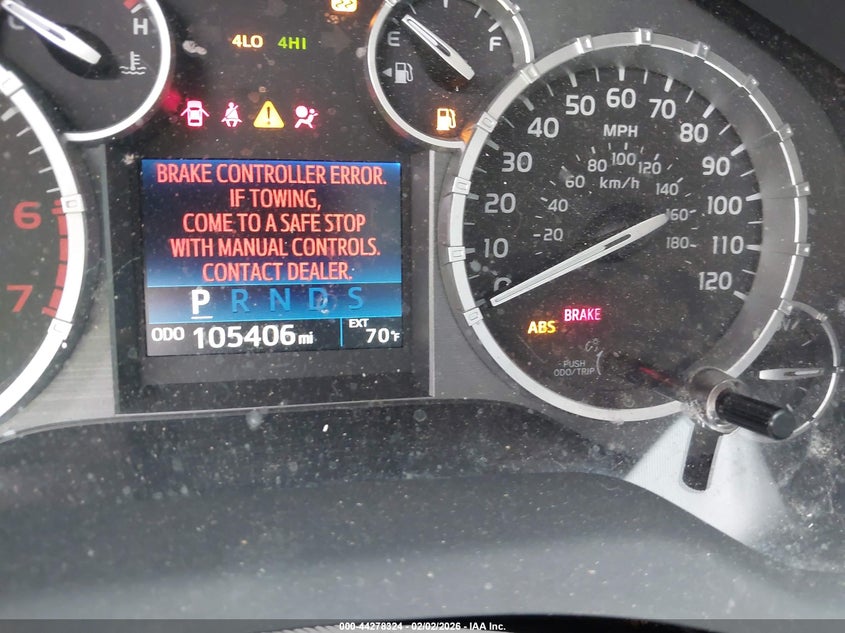 C H
E F
4LO 4HI
BRAKE CONTROLLER ERROR.
IF TOWING,
COME TO A SAFE STOP
WITH MANUAL CONTROLS.
CONTACT DEALER.
P R N D S
ODO 105406 mi
EXT 70°F
6
7
0 10 20 30 40 50 60 70 80 90 100 110 120
MPH
20 40 60 80 100 120 140 160 180
km/h
ABS BRAKE
PUSH
ODO/TRIP
000-44278324 - 02/02/2026 - IAA Inc.